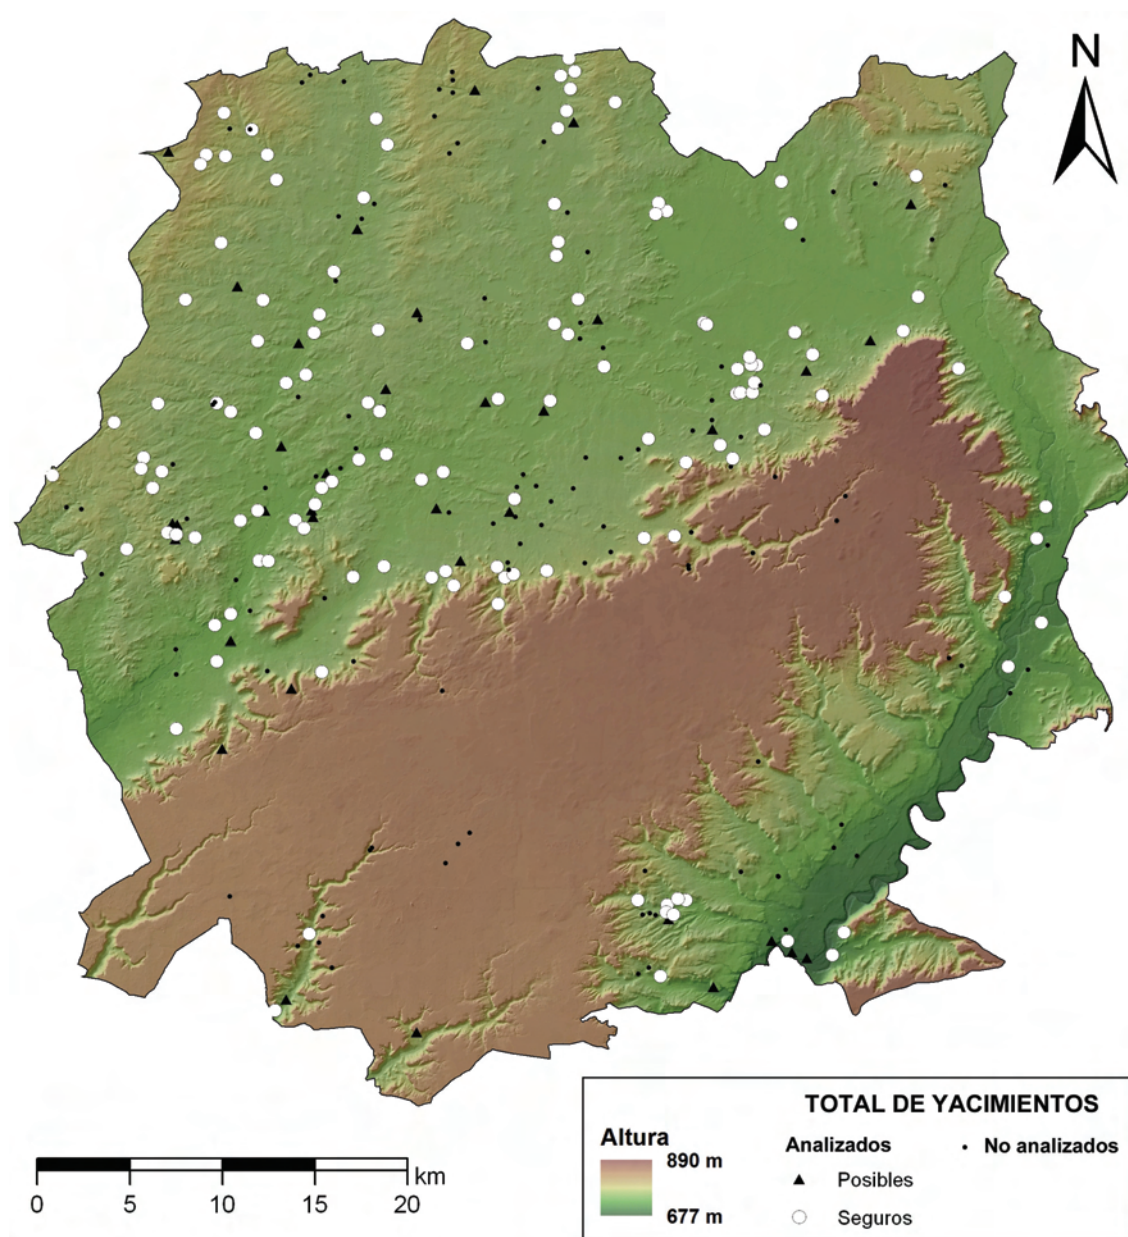 N
TOTAL DE YACIMIENTOS
Altura
Analizados
• No analizados
890 m
Posibles
677 m
Seguros
km
0 5 10 15 20